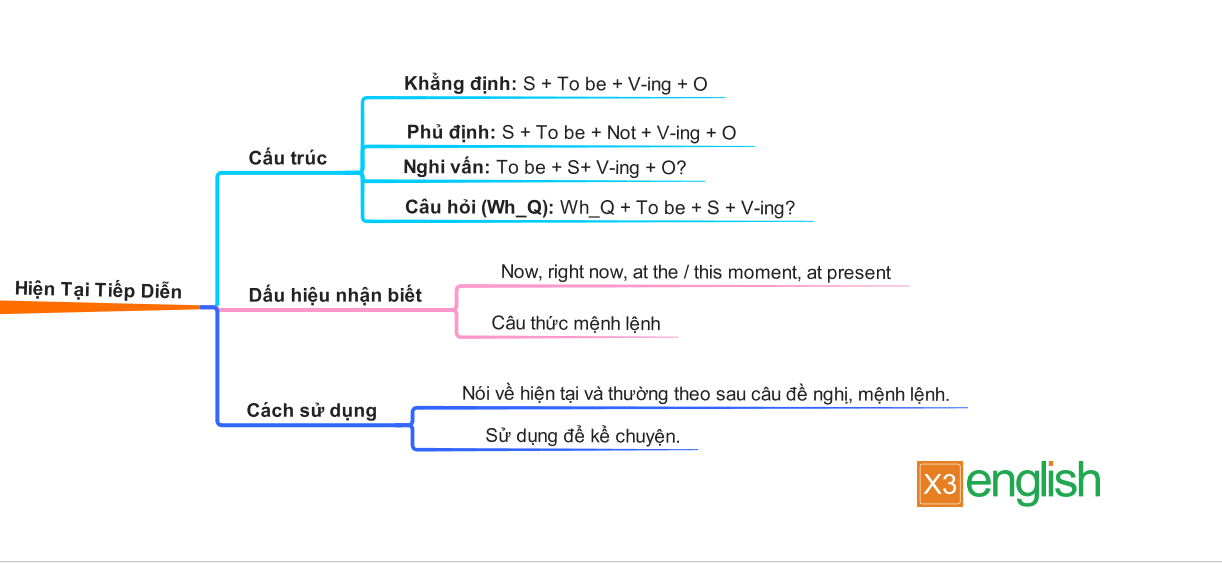 Khẳng định: S + To be + V-ing + O
Phủ định: S + To be + Not + V-ing + O
Cấu trúc
Nghi vấn: To be + S+ V-ing + O?
Câu hỏi (Wh_Q): Wh_Q + To be + S + V-ing?
Hiện Tại Tiếp Diễn
Dấu hiệu nhận biết
Now, right now, at the / this moment, at present
Câu thức mệnh lệnh
Cách sử dụng
Nói về hiện tại và thường theo sau câu đề nghị, mệnh lệnh.
Sử dụng để kể chuyện.
X3 english